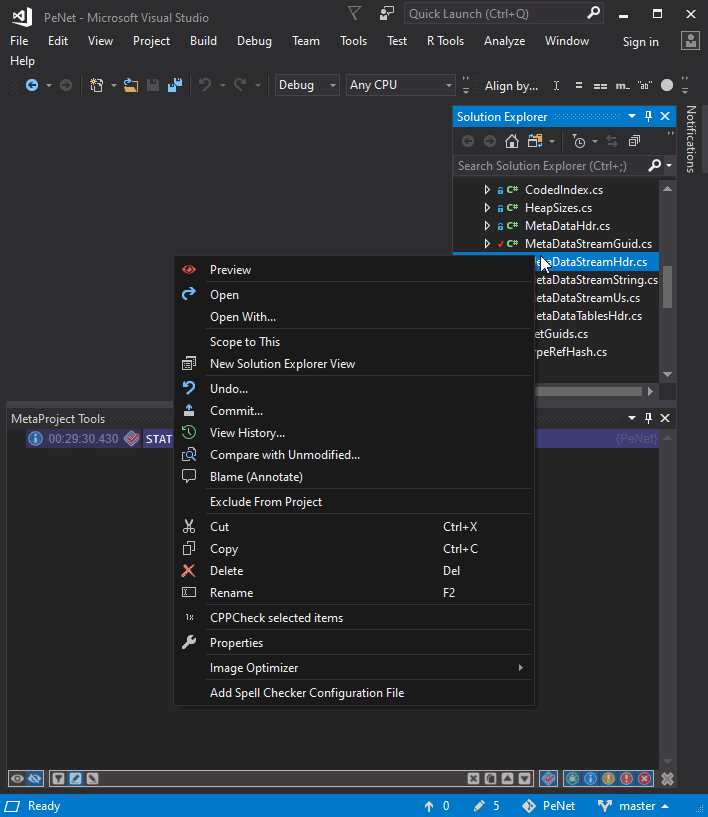 PeNet - Microsoft Visual Studio
Quick Launch (Ctrl+Q)
File Edit View Project Build Debug Team Tools Test R Tools Analyze Window Sign in
Help
Debug Any CPU Align by...
Solution Explorer
Notifications
Search Solution Explorer (Ctrl+;)
C# CodedIndex.cs
C# HeapSizes.cs
C# MetaDataHdr.cs
C# MetaDataStreamGuid.cs
etaDataStreamHdr.cs
etaDataStreamString.cs
etaDataStreamUs.cs
etaDataTablesHdr.cs
etGuids.cs
ypeRefHash.cs
Preview
Open
Open With...
Scope to This
New Solution Explorer View
Undo...
Commit...
View History...
Compare with Unmodified...
Blame (Annotate)
Exclude From Project
Cut Ctrl+X
Copy Ctrl+C
Delete Del
Rename F2
CPPCheck selected items
Properties
Image Optimizer
Add Spell Checker Configuration File
MetaProject Tools
00:29:30.430 STAT {PeNet}
Ready 0 5 PeNet master